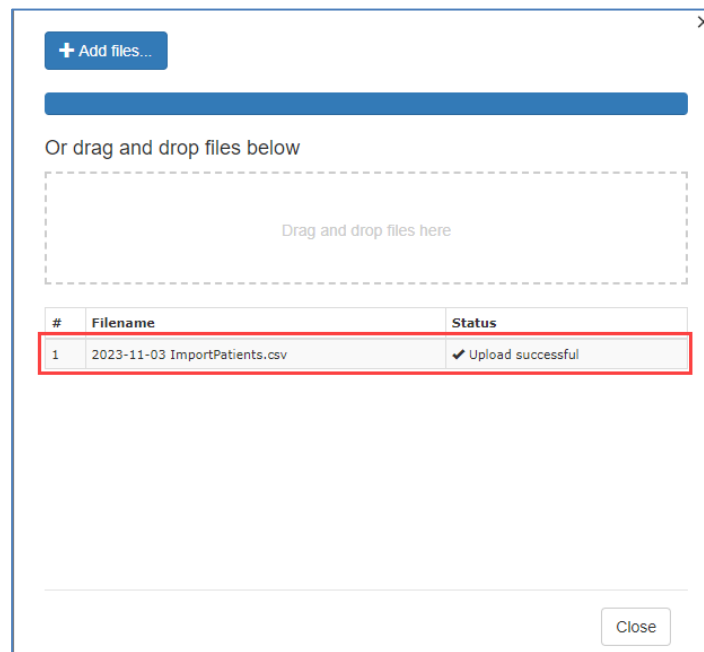 Add files...
Or drag and drop files below
Drag and drop files here
# Filename Status
1 2023-11-03 ImportPatients.csv Upload successful
Close